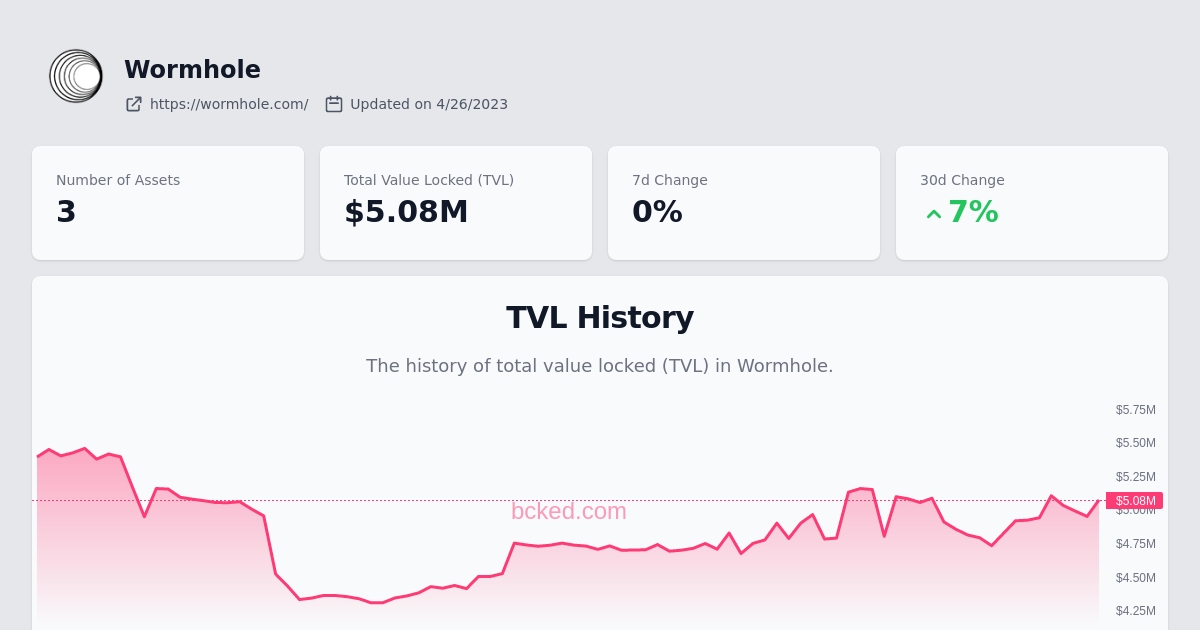 Wormhole
https://wormhole.com/ Updated on 4/26/2023
Number of Assets
3
Total Value Locked (TVL)
$5.08M
7d Change
0%
30d Change
7%
TVL History
The history of total value locked (TVL) in Wormhole.
$5.75M
$5.50M
$5.25M
$5.08M
$5.00M
bcked.com
$4.75M
$4.50M
$4.25M